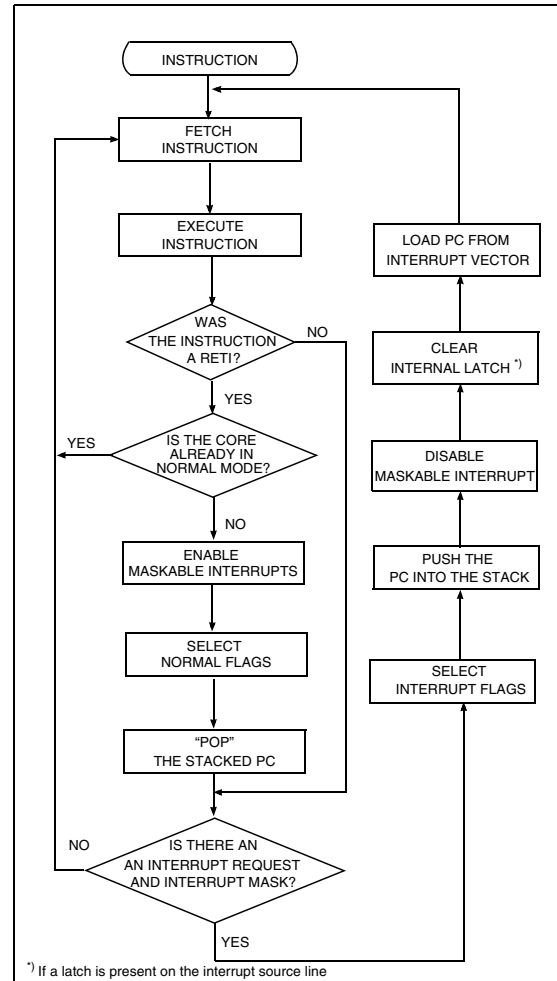 INSTRUCTION
FETCH
INSTRUCTION
EXECUTE
INSTRUCTION
WAS
THE INSTRUCTION
A RETI?
NO
YES
IS THE CORE
ALREADY IN
NORMAL MODE?
YES
NO
ENABLE
MASKABLE INTERRUPTS
SELECT
NORMAL FLAGS
“POP”
THE STACKED PC
IS THERE AN
AN INTERRUPT REQUEST
AND INTERRUPT MASK?
NO
YES
SELECT
INTERRUPT FLAGS
PUSH THE
PC INTO THE STACK
DISABLE
MASKABLE INTERRUPT
CLEAR
INTERNAL LATCH *)
LOAD PC FROM
INTERRUPT VECTOR
*) If a latch is present on the interrupt source line